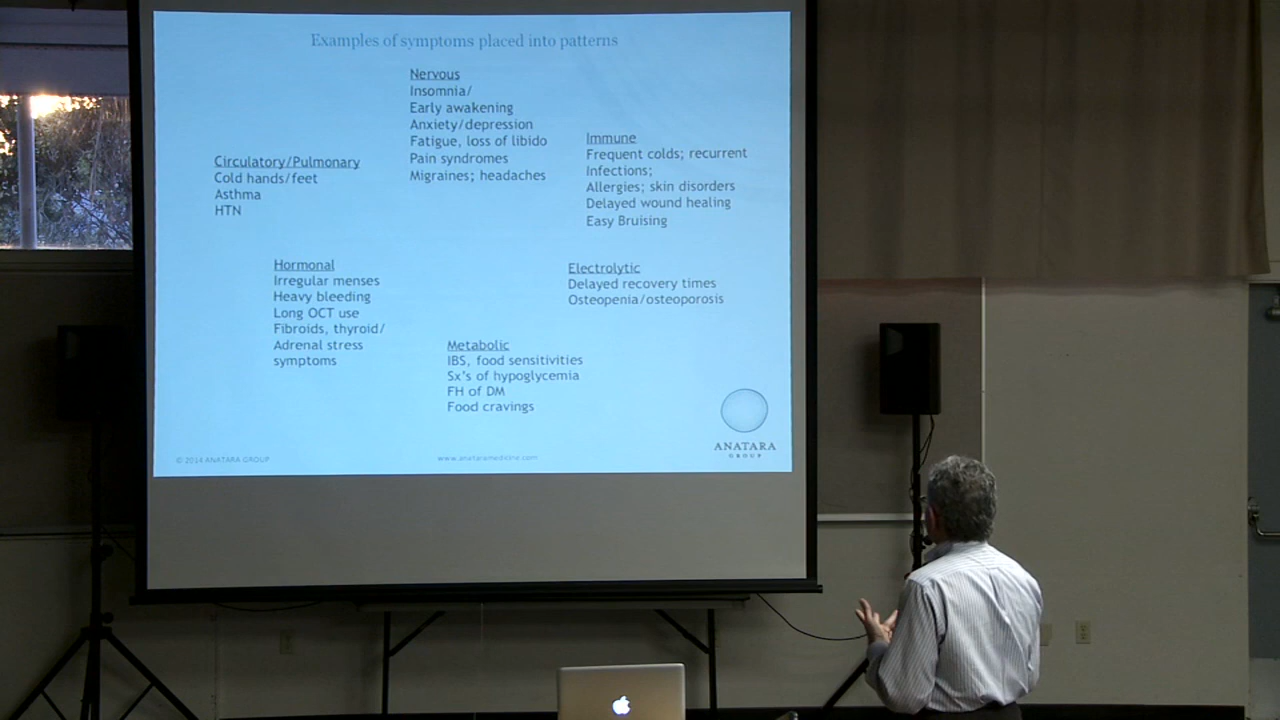 Examples of symptoms placed into patterns
Nervous
Insomnia/
Early awakening
Anxiety/depression
Fatigue, loss of libido
Pain syndromes
Migraines; headaches
Immune
Frequent colds; recurrent
Infections;
Allergies; skin disorders
Delayed wound healing
Easy Bruising
Circulatory/Pulmonary
Cold hands/feet
Asthma
HTN
Hormonal
Irregular menses
Heavy bleeding
Long OCT use
Fibroids, thyroid/
Adrenal stress
symptoms
Electrolytic
Delayed recovery times
Osteopenia/osteoporosis
Metabolic
IBS, food sensitivities
Sx's of hypoglycemia
FH of DM
Food cravings
ANATARA
GROUP
© 2014 ANATARA GROUP
www.anataramedicine.com